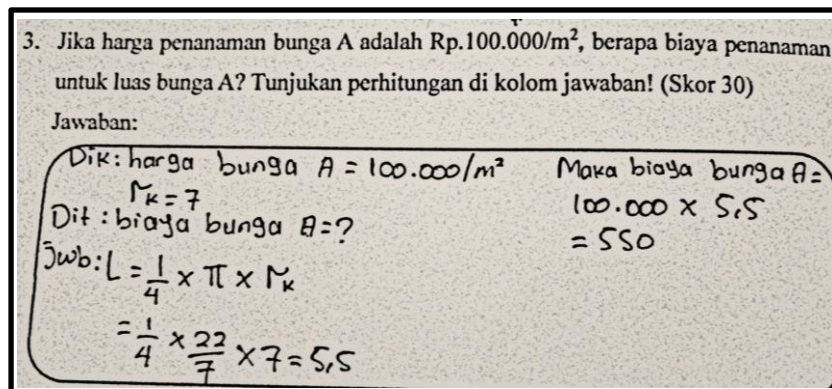 3. Jika harga penanaman bunga A adalah Rp.100.000/m², berapa biaya penanaman
untuk luas bunga A? Tunjukan perhitungan di kolom jawaban! (Skor 30)
Jawaban:
Dik: harga bunga A = 100.000/m²
r_k = 7
Dit : biaya bunga A = ?
Jwb: L = 1/4 × π × r_k
= 1/4 × 22/7 × 7 = 5,5
Maka biaya bunga A =
100.000 × 5,5
= 550